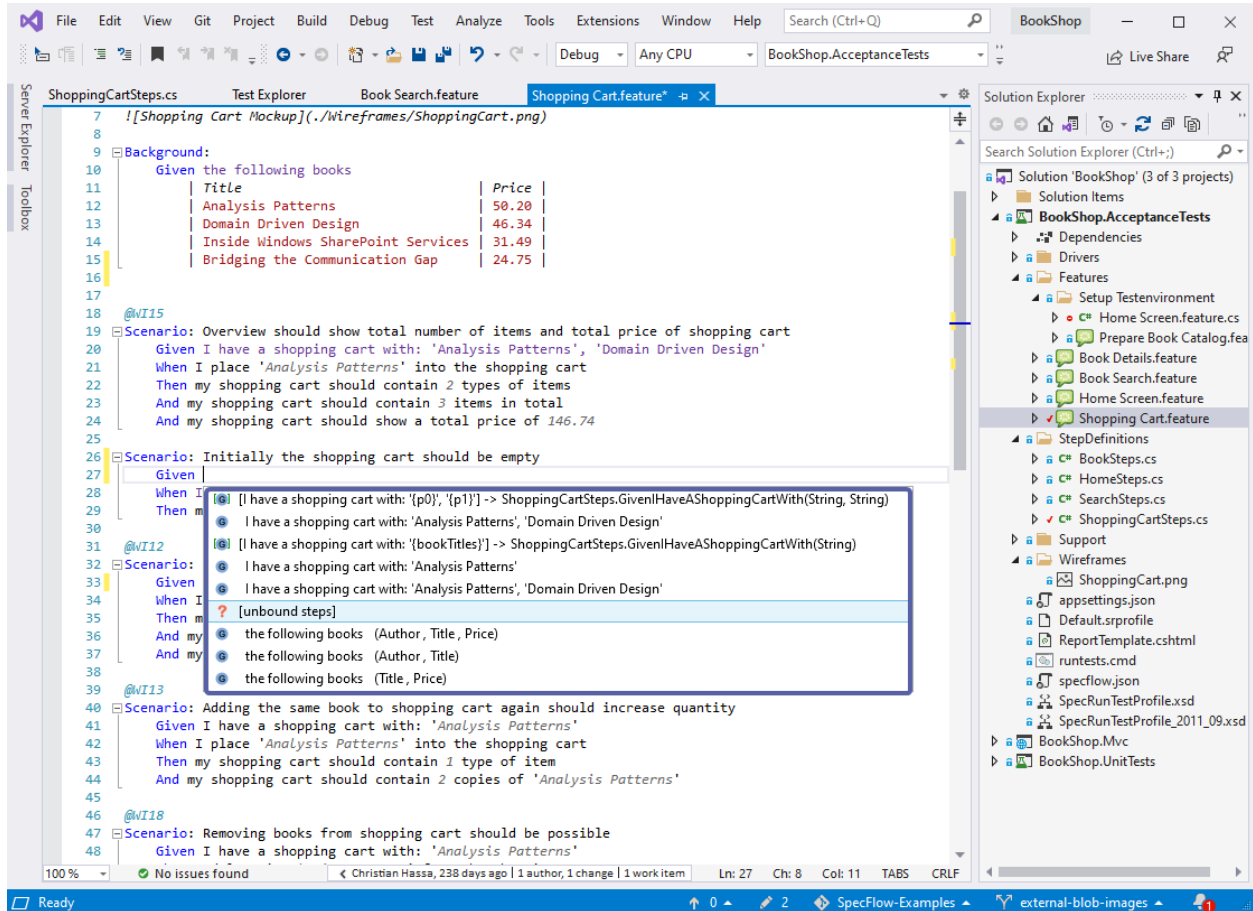 File Edit View Git Project Build Debug Test Analyze Tools Extensions Window Help Search (Ctrl+Q) BookShop
Debug Any CPU BookShop.AcceptanceTests Live Share
Server Explorer
Toolbox
ShoppingCartSteps.cs Test Explorer Book Search.feature Shopping Cart.feature*
7 ![Shopping Cart Mockup](./Wireframes/ShoppingCart.png)
8
9 Background:
10 Given the following books
11 | Title | Price |
12 | Analysis Patterns | 50.20 |
13 | Domain Driven Design | 46.34 |
14 | Inside Windows SharePoint Services | 31.49 |
15 | Bridging the Communication Gap | 24.75 |
16
17
18 @WI15
19 Scenario: Overview should show total number of items and total price of shopping cart
20 Given I have a shopping cart with: 'Analysis Patterns', 'Domain Driven Design'
21 When I place 'Analysis Patterns' into the shopping cart
22 Then my shopping cart should contain 2 types of items
23 And my shopping cart should contain 3 items in total
24 And my shopping cart should show a total price of 146.74
25
26 Scenario: Initially the shopping cart should be empty
27 Given
28 When I
29 Then m
30
31 @WI12
32 Scenario:
33 Given
34 When I
35 Then m
36 And my
37 And my
38
39 @WI13
[I have a shopping cart with: '{p0}', '{p1}'] -> ShoppingCartSteps.GivenIHaveAShoppingCartWith(String, String)
I have a shopping cart with: 'Analysis Patterns', 'Domain Driven Design'
[I have a shopping cart with: '{bookTitles}'] -> ShoppingCartSteps.GivenIHaveAShoppingCartWith(String)
I have a shopping cart with: 'Analysis Patterns'
I have a shopping cart with: 'Analysis Patterns', 'Domain Driven Design'
? [unbound steps]
the following books (Author, Title, Price)
the following books (Author, Title)
the following books (Title, Price)
40 Scenario: Adding the same book to shopping cart again should increase quantity
41 Given I have a shopping cart with: 'Analysis Patterns'
42 When I place 'Analysis Patterns' into the shopping cart
43 Then my shopping cart should contain 1 type of item
44 And my shopping cart should contain 2 copies of 'Analysis Patterns'
45
46 @WI18
47 Scenario: Removing books from shopping cart should be possible
48 Given I have a shopping cart with: 'Analysis Patterns'
100 % No issues found Christian Hassa, 238 days ago | 1 author, 1 change | 1 work item Ln: 27 Ch: 8 Col: 11 TABS CRLF
Solution Explorer
Search Solution Explorer (Ctrl+;)
Solution 'BookShop' (3 of 3 projects)
Solution Items
BookShop.AcceptanceTests
Dependencies
Drivers
Features
Setup Testenvironment
C# Home Screen.feature.cs
Prepare Book Catalog.fea
Book Details.feature
Book Search.feature
Home Screen.feature
Shopping Cart.feature
StepDefinitions
C# BookSteps.cs
C# HomeSteps.cs
C# SearchSteps.cs
C# ShoppingCartSteps.cs
Support
Wireframes
ShoppingCart.png
appsettings.json
Default.srprofile
ReportTemplate.cshtml
runtests.cmd
specflow.json
SpecRunTestProfile.xsd
SpecRunTestProfile_2011_09.xsd
BookShop.Mvc
BookShop.UnitTests
Ready 0 2 SpecFlow-Examples external-blob-images 1